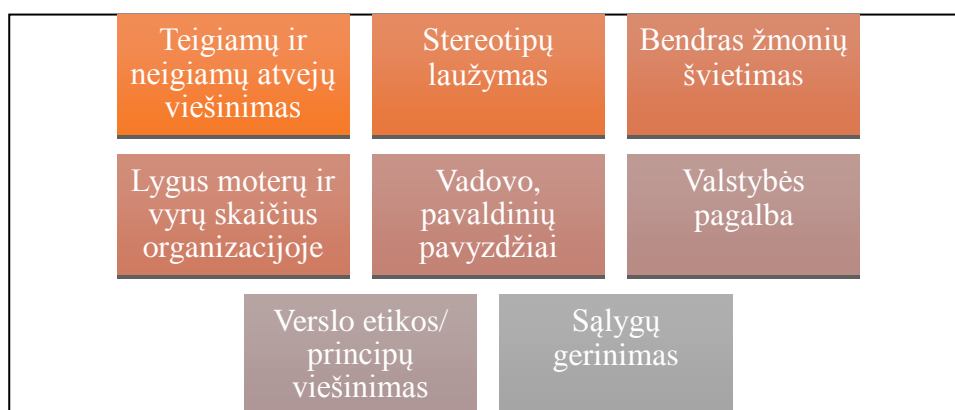 Teigiamų ir
neigiamų atvejų
viešinimas
Stereotipų
laužymas
Bendras žmonių
švietimas
Lygus moterų ir
vyrų skaičius
organizacijoje
Vadovo,
pavaldinių
pavyzdžiai
Valstybės
pagalba
Verslo etikos/
principų
viešinimas
Sąlygų
gerinimas